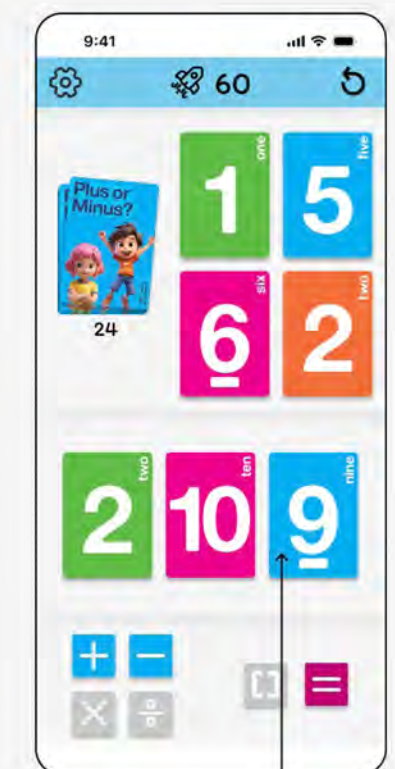 9:41
60
Plus or
Minus?
24
1 one
5 five
6 six
2 two
2 two
10 ten
9 nine
+ −
× ÷ [ ] =